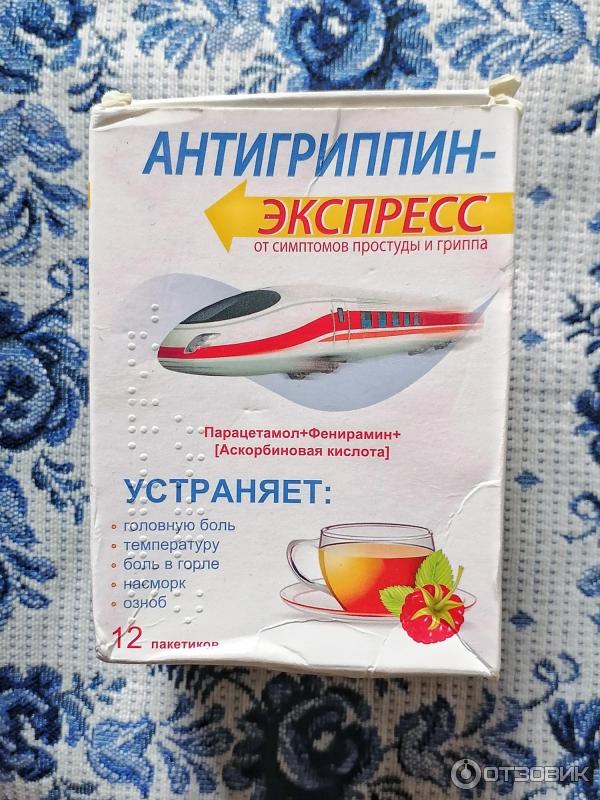 АНТИГРИППИН-
ЭКСПРЕСС
от симптомов простуды и гриппа
Парацетамол+Фенирамин+
[Аскорбиновая кислота]
УСТРАНЯЕТ:
• головную боль
• температуру
• боль в горле
• насморк
• озноб
12 пакетиков
ОТЗОВИК